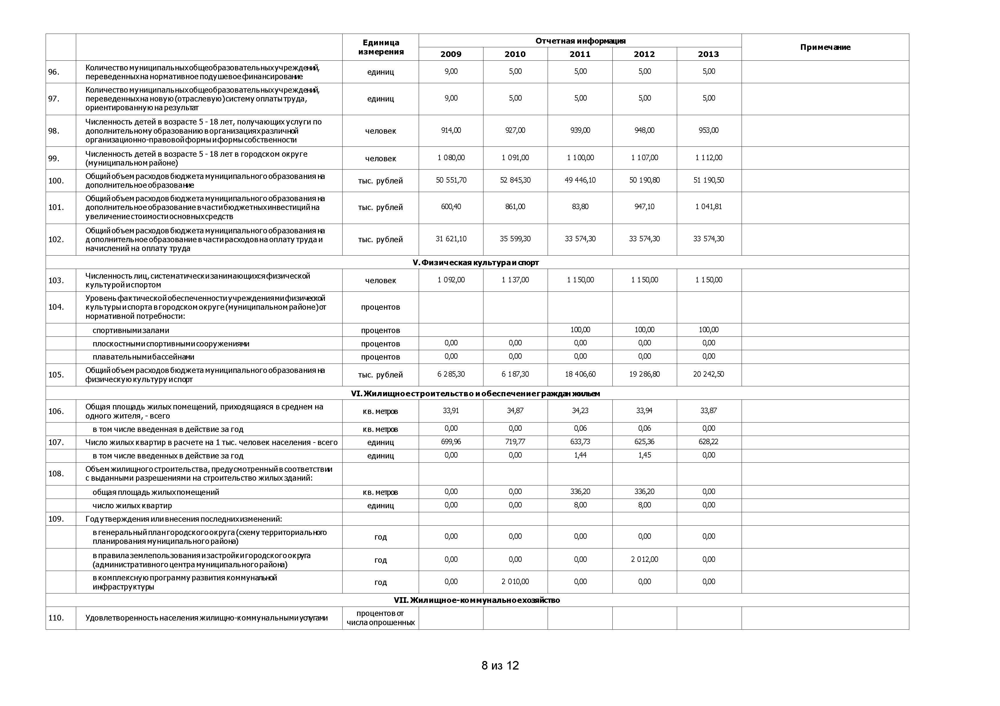 Единица измерения Отчетная информация Примечание
2009 2010 2011 2012 2013
96. Количество муниципальных общеобразовательных учреждений, переведенных на нормативное подушевое финансирование единиц 9,00 5,00 5,00 5,00 5,00
97. Количество муниципальных общеобразовательных учреждений, переведенных на новую (отраслевую) систему оплаты труда, ориентированную на результат единиц 9,00 5,00 5,00 5,00 5,00
98. Численность детей в возрасте 5 - 18 лет, получающих услуги по дополнительному образованию в организациях различной организационно-правовой формы и формы собственности человек 914,00 927,00 939,00 948,00 953,00
99. Численность детей в возрасте 5 - 18 лет в городском округе (муниципальном районе) человек 1 080,00 1 091,00 1 100,00 1 107,00 1 112,00
100. Общий объем расходов бюджета муниципального образования на дополнительное образование тыс. рублей 50 551,70 52 845,30 49 446,10 50 190,80 51 190,50
101. Общий объем расходов бюджета муниципального образования на дополнительное образование в части бюджетных инвестиций на увеличение стоимости основных средств тыс. рублей 600,40 861,00 83,80 947,10 1 041,81
102. Общий объем расходов бюджета муниципального образования на дополнительное образование в части расходов на оплату труда и начислений на оплату труда тыс. рублей 31 621,10 35 599,30 33 574,30 33 574,30 33 574,30
V. Физическая культура и спорт
103. Численность лиц, систематически занимающихся физической культурой и спортом человек 1 092,00 1 137,00 1 150,00 1 150,00 1 150,00
104. Уровень фактической обеспеченности учреждениями физической культуры и спорта в городском округе (муниципальном районе) от нормативной потребности: процентов
спортивными залами процентов 100,00 100,00 100,00
плоскостными спортивными сооружениями процентов 0,00 0,00 0,00 0,00 0,00
плавательными бассейнами процентов 0,00 0,00 0,00 0,00 0,00
105. Общий объем расходов бюджета муниципального образования на физическую культуру и спорт тыс. рублей 6 285,30 6 187,30 18 406,60 19 286,80 20 242,50
VI. Жилищное строительство и обеспечение граждан жильем
106. Общая площадь жилых помещений, приходящаяся в среднем на одного жителя, - всего кв. метров 33,91 34,87 34,23 33,94 33,87
в том числе введенная в действие за год кв. метров 0,00 0,00 0,06 0,06 0,00
107. Число жилых квартир в расчете на 1 тыс. человек населения - всего единиц 699,96 719,77 633,73 625,36 628,22
в том числе введенных в действие за год единиц 0,00 0,00 1,44 1,45 0,00
108. Объем жилищного строительства, предусмотренный в соответствии с выданными разрешениями на строительство жилых зданий:
общая площадь жилых помещений кв. метров 0,00 0,00 336,20 336,20 0,00
число жилых квартир единиц 0,00 0,00 8,00 8,00 0,00
109. Год утверждения или внесения последних изменений:
в генеральный план городского округа (схему территориального планирования муниципального района) год 0,00 0,00 0,00 0,00 0,00
в правила землепользования и застройки городского округа (административного центра муниципального района) год 0,00 0,00 0,00 2 012,00 0,00
в комплексную программу развития коммунальной инфраструктуры год 0,00 2 010,00 0,00 0,00 0,00
VII. Жилищное-коммунальное хозяйство
110. Удовлетворенность населения жилищно-коммунальными услугами процентов от числа опрошенных
8 из 12